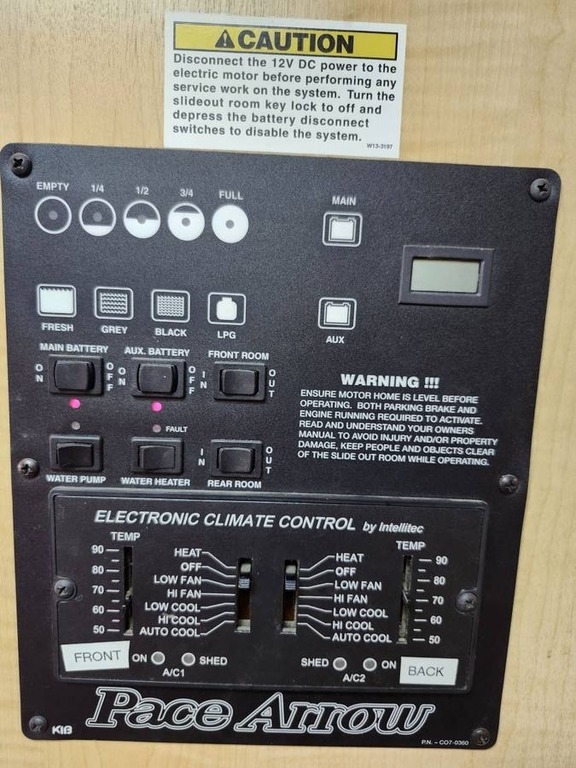 ⚠CAUTION
Disconnect the 12V DC power to the
electric motor before performing any
service work on the system. Turn the
slideout room key lock to off and
depress the battery disconnect
switches to disable the system.
W13-3197
EMPTY 1/4 1/2 3/4 FULL
MAIN
FRESH GREY BLACK LPG
AUX
MAIN BATTERY AUX. BATTERY FRONT ROOM
ON OFF ON OFF IN OUT
WARNING !!!
ENSURE MOTOR HOME IS LEVEL BEFORE
OPERATING. BOTH PARKING BRAKE AND
ENGINE RUNNING REQUIRED TO ACTIVATE.
READ AND UNDERSTAND YOUR OWNERS
MANUAL TO AVOID INJURY AND/OR PROPERTY
DAMAGE, KEEP PEOPLE AND OBJECTS CLEAR
OF THE SLIDE OUT ROOM WHILE OPERATING.
FAULT
IN OUT
WATER PUMP WATER HEATER REAR ROOM
ELECTRONIC CLIMATE CONTROL by Intellitec
TEMP
90
80
70
60
50
HEAT
OFF
LOW FAN
HI FAN
LOW COOL
HI COOL
AUTO COOL
HEAT
OFF
LOW FAN
HI FAN
LOW COOL
HI COOL
AUTO COOL
TEMP
90
80
70
60
50
FRONT
ON SHED
A/C1
SHED ON
A/C2
BACK
KIB
Pace Arrow
P.N. ~ CO7-0360